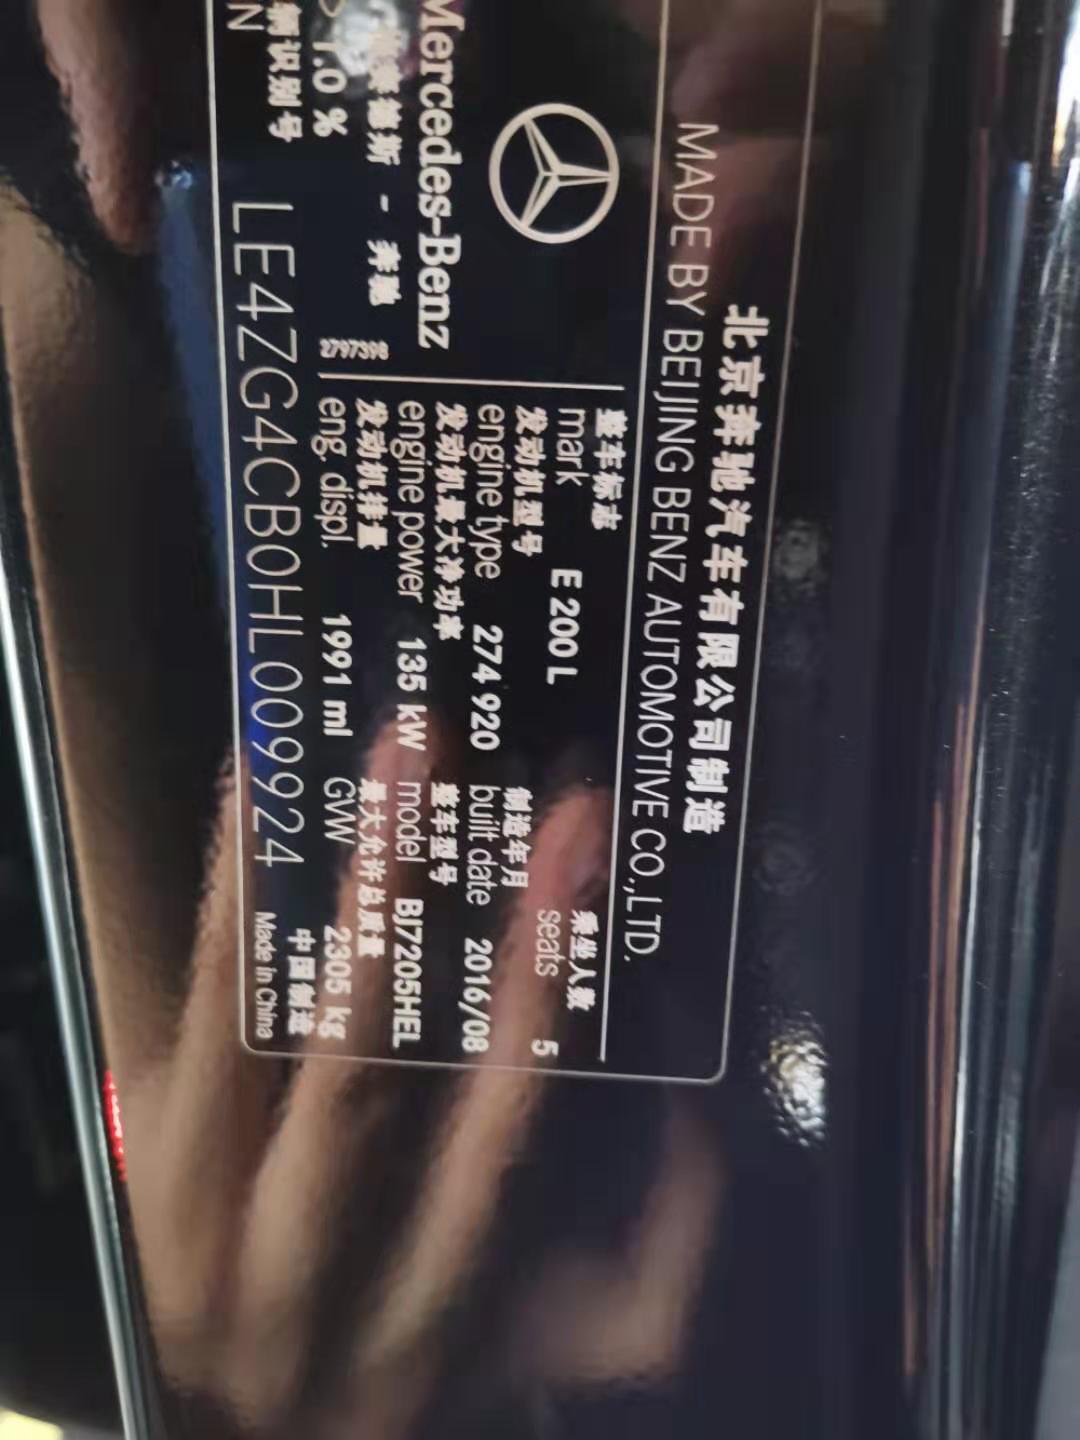 北京奔驰汽车有限公司制造
MADE BY BEIJING BENZ AUTOMOTIVE CO.,LTD.
整车标志
mark E 200 L
乘坐人数
seats 5
发动机型号
engine type 274 920
制造年月
built date 2016/08
发动机最大净功率
engine power 135 kW
整车型号
model BJ7205HEL
发动机排量
eng. displ. 1991 ml
最大允许总质量
GVW 2305 kg
Mercedes-Benz
德斯 - 奔驰
> 1.0 %
2797398
辆识别号
IN
LE4ZG4CB0HL009924
中国制造
Made in China